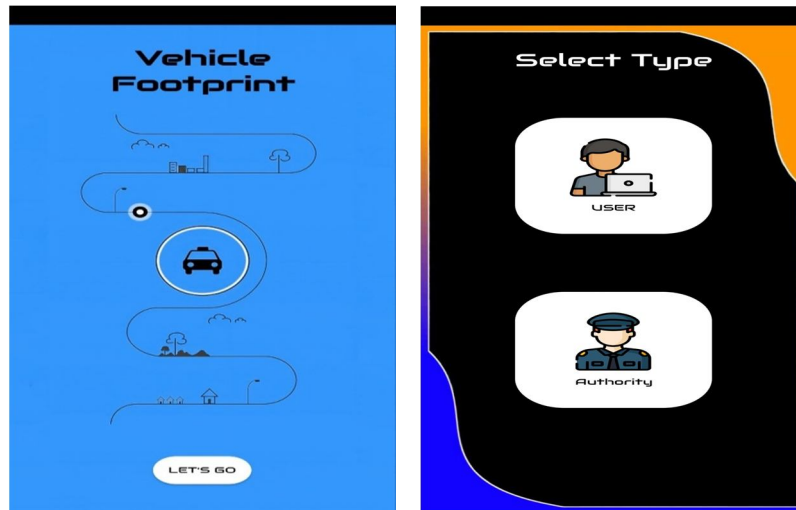 Vehicle
Footprint
LET'S GO
Select Type
USER
Authority